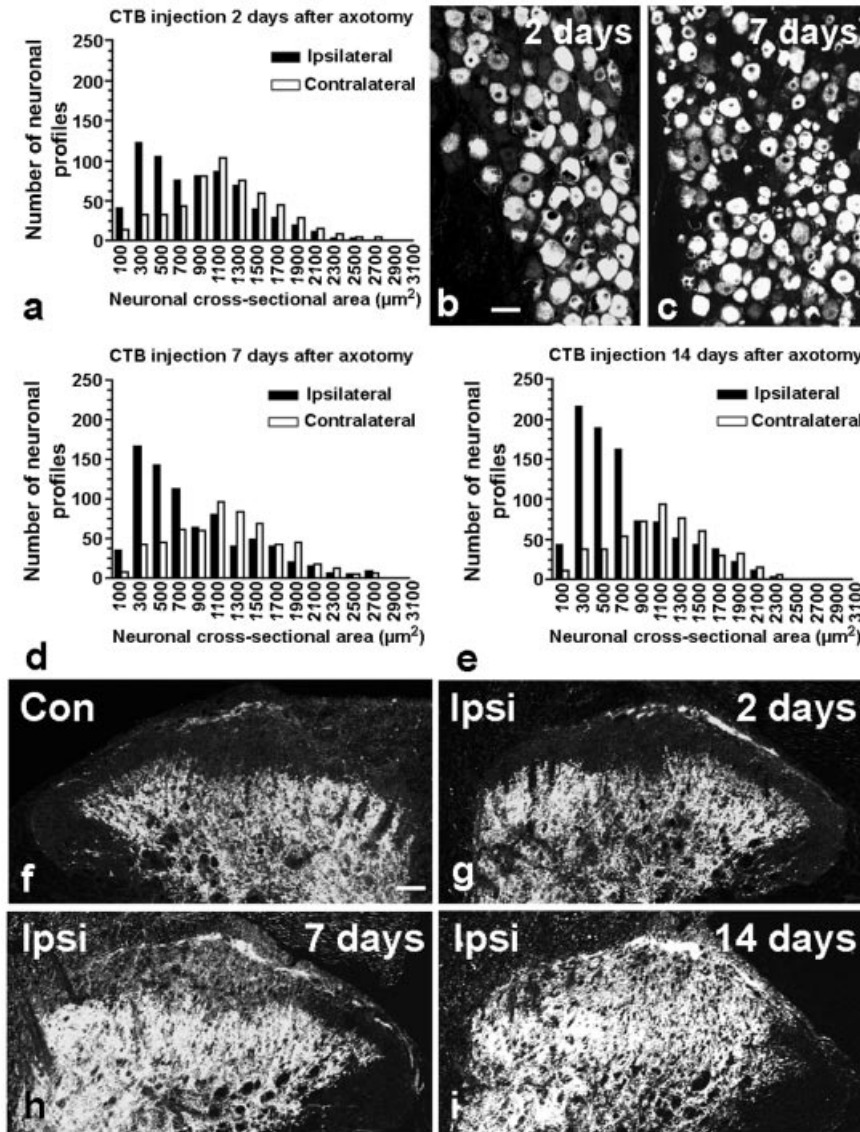 CTB injection 2 days after axotomy
250
200
150
100
50
0
Number of neuronal
profiles
Ipsilateral
Contralateral
100 300 500 700 900 1100 1300 1500 1700 1900 2100 2300 2500 2700 2900 3100
Neuronal cross-sectional area (µm²)
a
2 days
b
7 days
c
CTB injection 7 days after axotomy
250
200
150
100
50
0
Number of neuronal
profiles
Ipsilateral
Contralateral
100 300 500 700 900 1100 1300 1500 1700 1900 2100 2300 2500 2700 2900 3100
Neuronal cross-sectional area (µm²)
d
CTB injection 14 days after axotomy
250
200
150
100
50
0
Number of neuronal
profiles
Ipsilateral
Contralateral
100 300 500 700 900 1100 1300 1500 1700 1900 2100 2300 2500 2700 2900 3100
Neuronal cross-sectional area (µm²)
e
Con
f
Ipsi 2 days
g
Ipsi 7 days
h
Ipsi 14 days
i